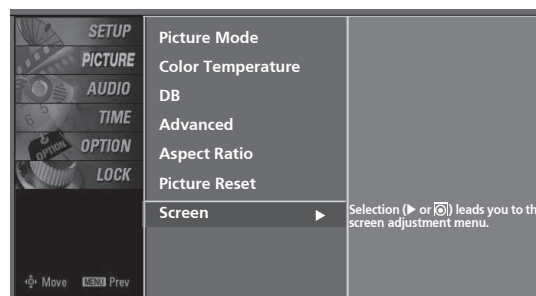 SETUP
PICTURE
AUDIO
TIME
OPTION
LOCK
Move MENU Prev
Picture Mode
Color Temperature
DB
Advanced
Aspect Ratio
Picture Reset
Screen ▶
Selection (▶ or ) leads you to th
screen adjustment menu.